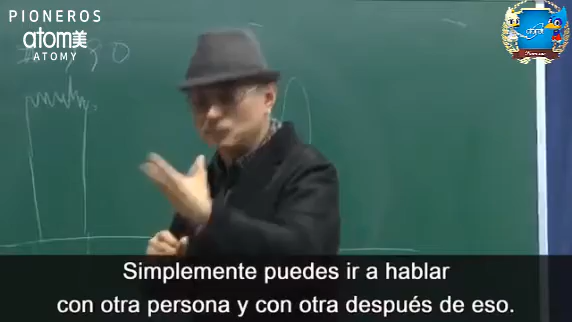 PIONEROS
atom美
ATOMY
Simplemente puedes ir a hablar
con otra persona y con otra después de eso.